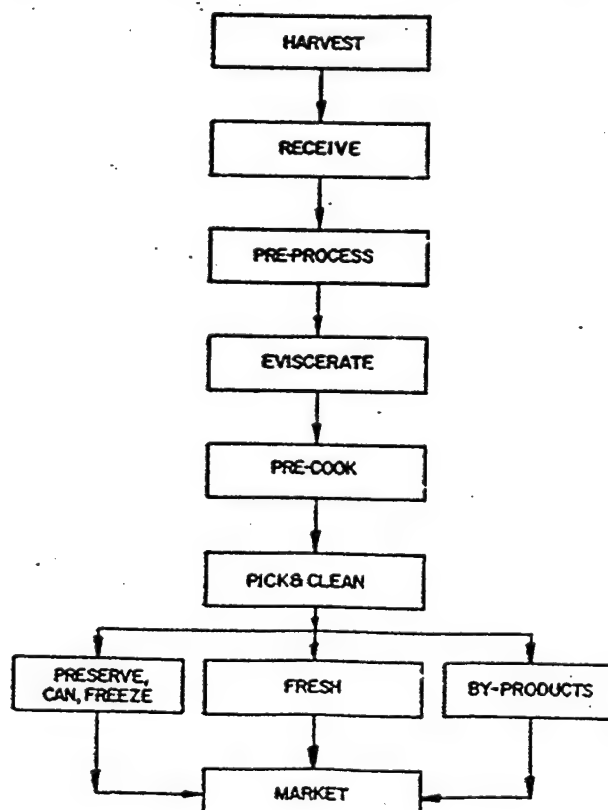 HARVEST
RECEIVE
PRE-PROCESS
EVISCERATE
PRE-COOK
PICK& CLEAN
PRESERVE,
CAN, FREEZE
FRESH
BY-PRODUCTS
MARKET